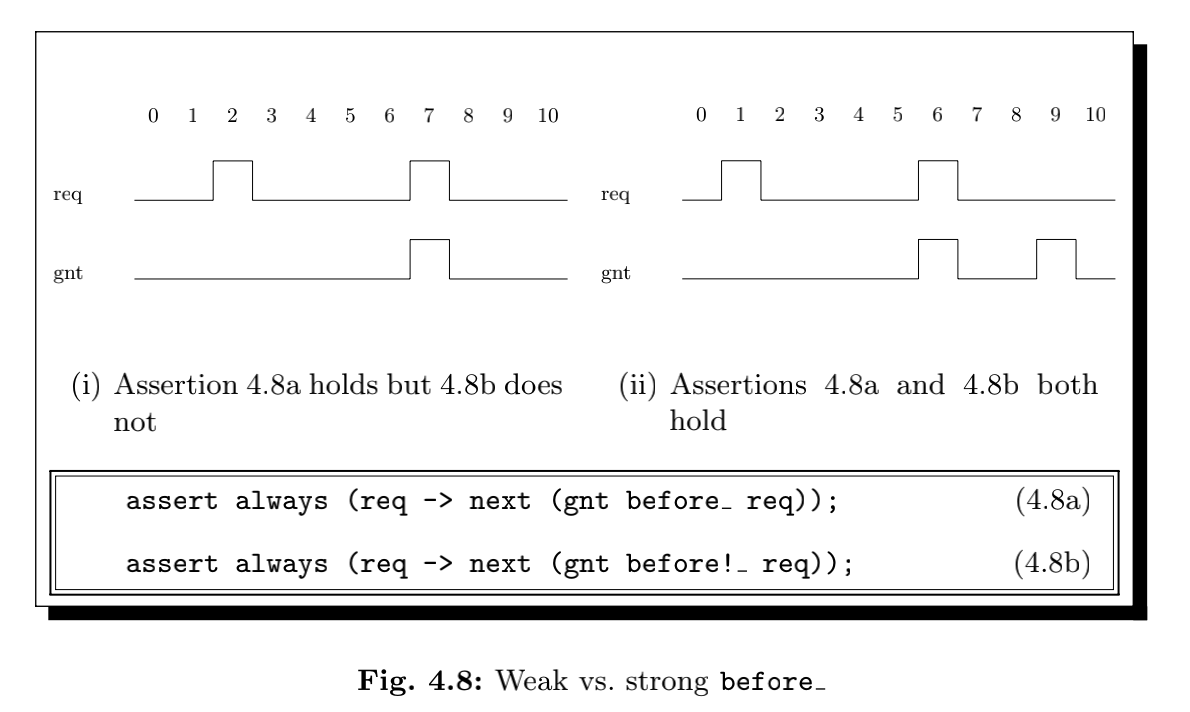 0 1 2 3 4 5 6 7 8 9 10
req
gnt
(i) Assertion 4.8a holds but 4.8b does
not
0 1 2 3 4 5 6 7 8 9 10
req
gnt
(ii) Assertions 4.8a and 4.8b both
hold
assert always (req -> next (gnt before_ req)); (4.8a)
assert always (req -> next (gnt before!_ req)); (4.8b)
Fig. 4.8: Weak vs. strong before_